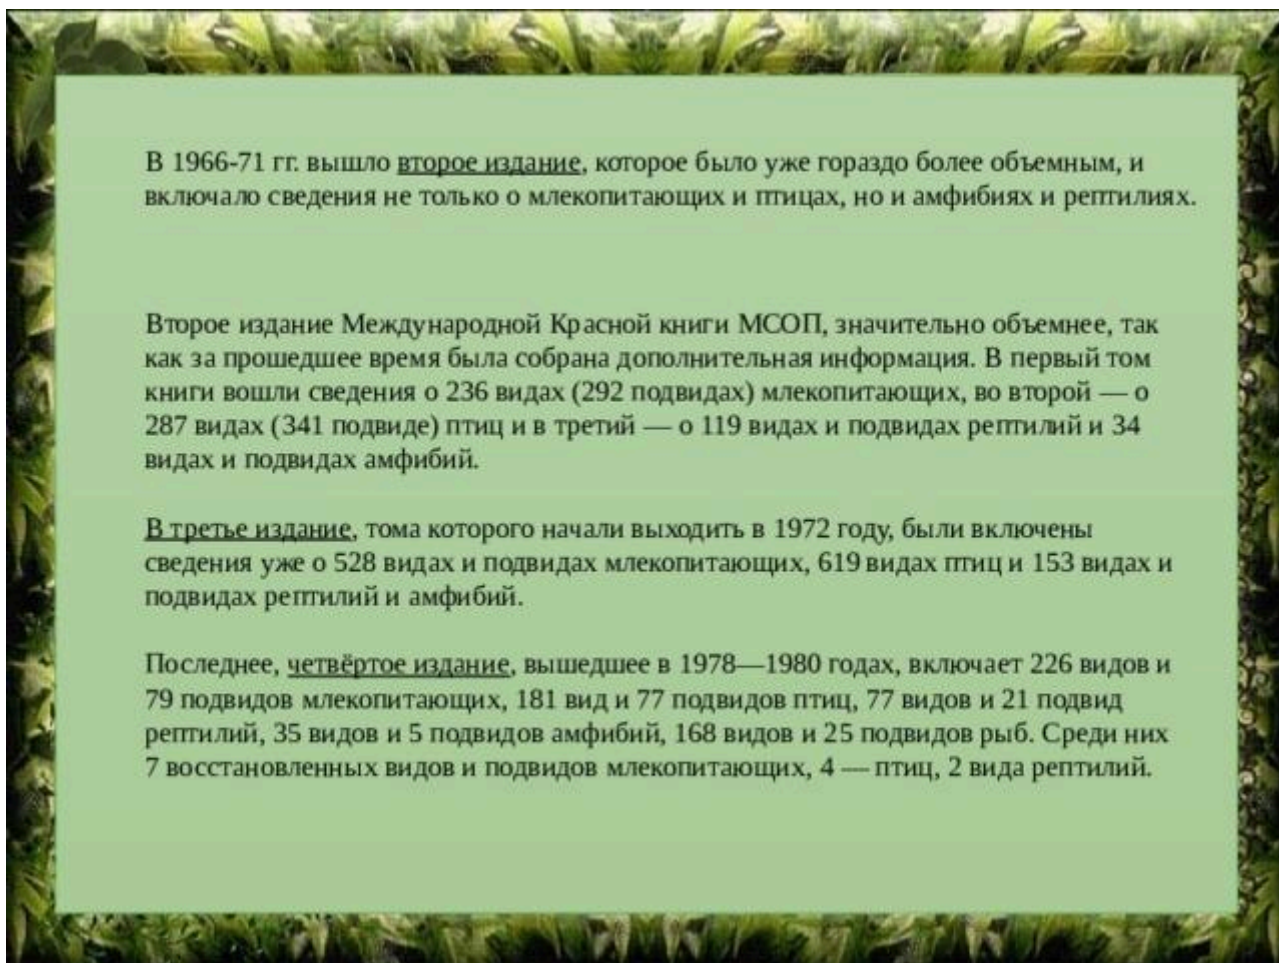 В 1966-71 гг. вышло второе издание, которое было уже гораздо более объемным, и
включало сведения не только о млекопитающих и птицах, но и амфибиях и рептилиях.
Второе издание Международной Красной книги МСОП, значительно объемнее, так
как за прошедшее время была собрана дополнительная информация. В первый том
книги вошли сведения о 236 видах (292 подвидах) млекопитающих, во второй — о
287 видах (341 подвиде) птиц и в третий — о 119 видах и подвидах рептилий и 34
видах и подвидах амфибий.
В третье издание, тома которого начали выходить в 1972 году, были включены
сведения уже о 528 видах и подвидах млекопитающих, 619 видах птиц и 153 видах и
подвидах рептилий и амфибий.
Последнее, четвёртое издание, вышедшее в 1978—1980 годах, включает 226 видов и
79 подвидов млекопитающих, 181 вид и 77 подвидов птиц, 77 видов и 21 подвид
рептилий, 35 видов и 5 подвидов амфибий, 168 видов и 25 подвидов рыб. Среди них
7 восстановленных видов и подвидов млекопитающих, 4 — птиц, 2 вида рептилий.